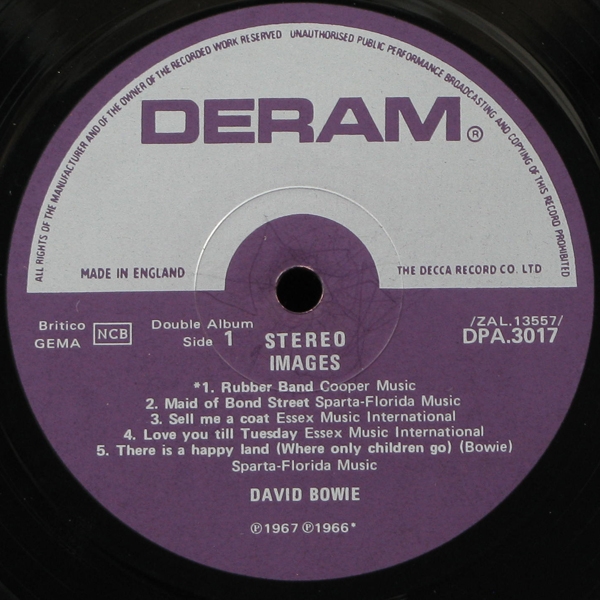 ALL RIGHTS OF THE MANUFACTURER AND OF THE OWNER OF THE RECORDED WORK RESERVED UNAUTHORISED PUBLIC PERFORMANCE BROADCASTING AND COPYING OF THIS RECORD PROHIBITED
DERAM®
MADE IN ENGLAND THE DECCA RECORD CO. LTD
Britico
GEMA
NCB
Double Album
Side 1
STEREO
IMAGES
/ZAL.13557/
DPA.3017
*1. Rubber Band Cooper Music
2. Maid of Bond Street Sparta-Florida Music
3. Sell me a coat Essex Music International
4. Love you till Tuesday Essex Music International
5. There is a happy land (Where only children go) (Bowie)
Sparta-Florida Music
DAVID BOWIE
℗1967 ℗1966*